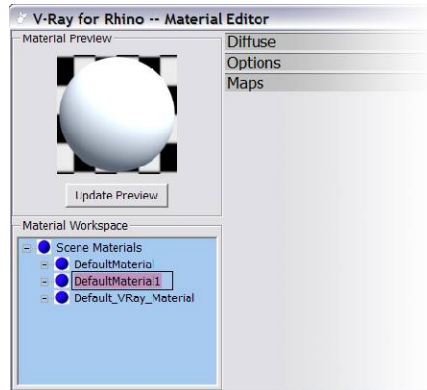 V-Ray for Rhino -- Material Editor
Material Preview
Update Preview
Material Workspace
Scene Materials
DefaultMaterial
DefaultMaterial1
Default_VRay_Material
Diffuse
Options
Maps